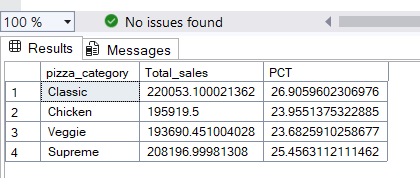 100 % No issues found
Results Messages
pizza_category Total_sales PCT
1 Classic 220053.100021362 26.9059602306976
2 Chicken 195919.5 23.9551375322885
3 Veggie 193690.451004028 23.6825910258677
4 Supreme 208196.99981308 25.4563112111462